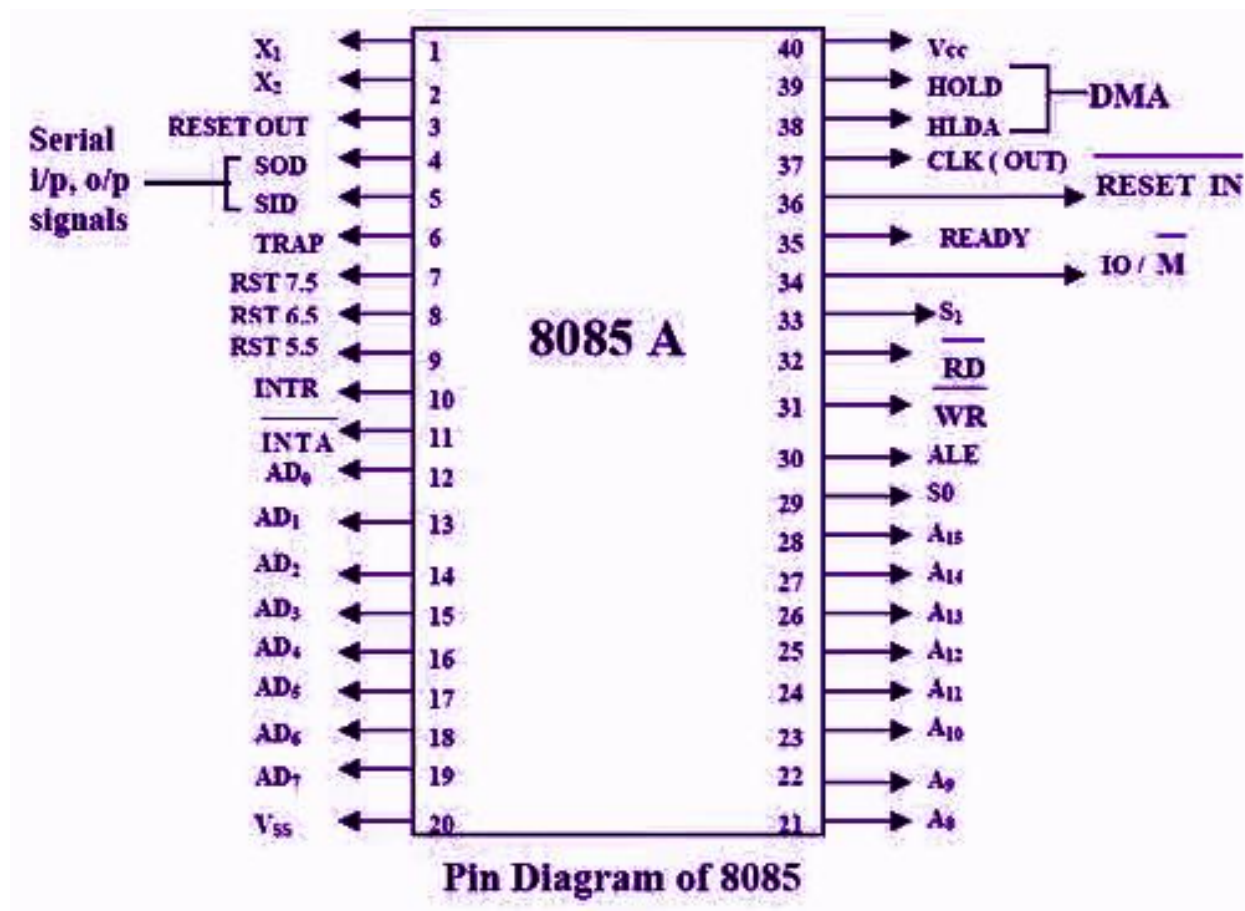 X₁
X₂
RESET OUT
Serial
i/p, o/p
signals
SOD
SID
TRAP
RST 7.5
RST 6.5
RST 5.5
INTR
INTA
AD₀
AD₁
AD₂
AD₃
AD₄
AD₅
AD₆
AD₇
Vss
1
2
3
4
5
6
7
8
9
10
11
12
13
14
15
16
17
18
19
20
8085 A
40
39
38
37
36
35
34
33
32
31
30
29
28
27
26
25
24
23
22
21
Vcc
HOLD
HLDA
DMA
CLK ( OUT)
RESET IN
READY
IO / M
S₁
RD
WR
ALE
S0
A₁₅
A₁₄
A₁₃
A₁₂
A₁₁
A₁₀
A₉
A₈
Pin Diagram of 8085